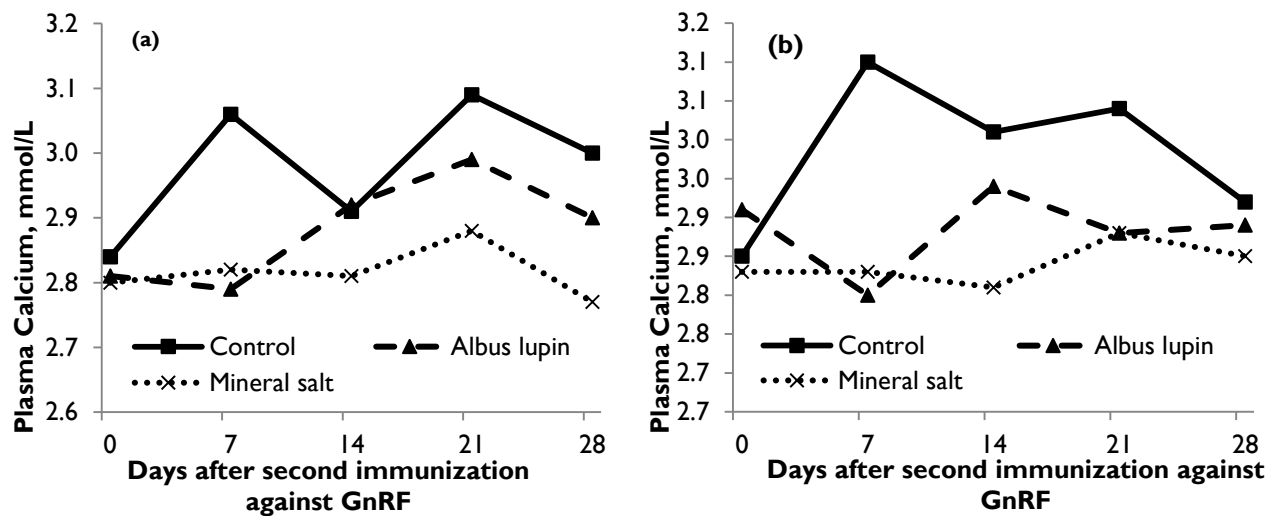 (a)
Plasma Calcium, mmol/L
3.2
3.1
3.0
2.9
2.8
2.7
2.6
Control
Albus lupin
Mineral salt
0 7 14 21 28
Days after second immunization
against GnRF
(b)
Plasma Calcium, mmol/L
3.2
3.1
3.1
3.0
3.0
2.9
2.9
2.8
2.8
2.7
2.7
Control
Albus lupin
Mineral salt
0 7 14 21 28
Days after second immunization against
GnRF